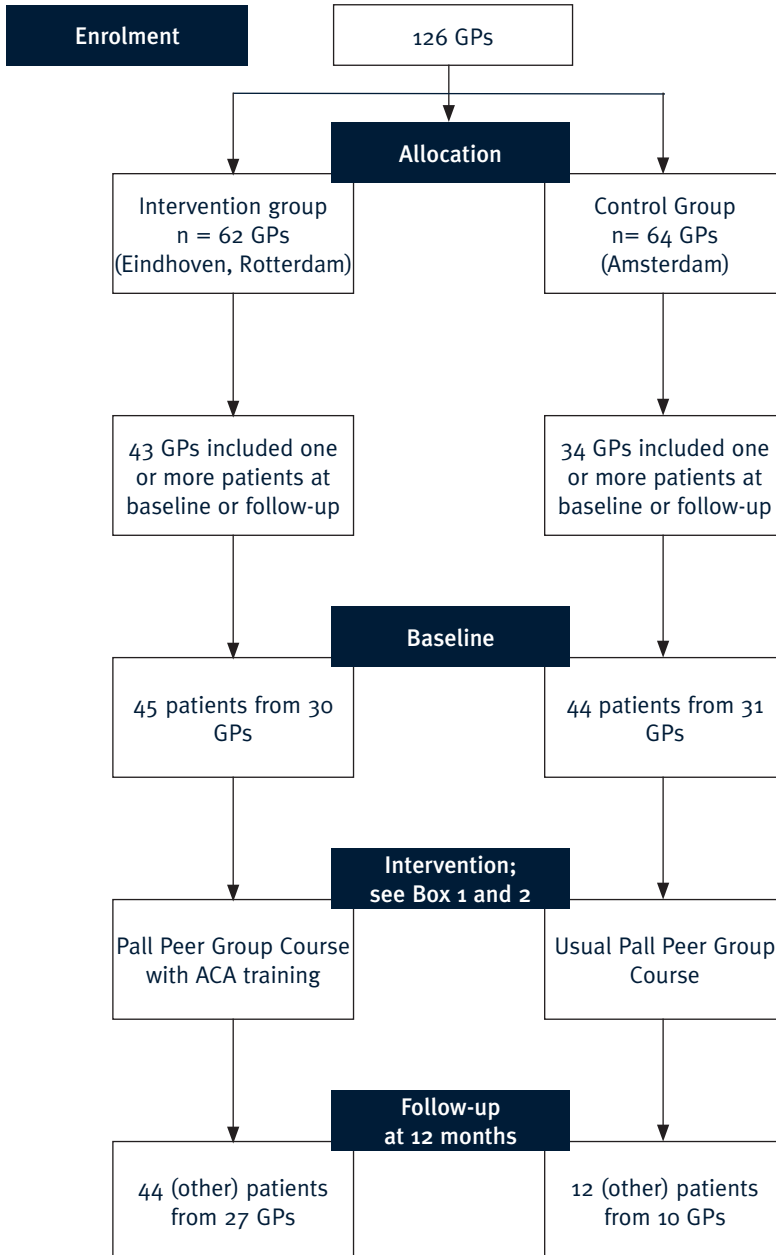 Enrolment
126 GPs
Allocation
Intervention group
n = 62 GPs
(Eindhoven, Rotterdam)
Control Group
n= 64 GPs
(Amsterdam)
43 GPs included one
or more patients at
baseline or follow-up
34 GPs included one
or more patients at
baseline or follow-up
Baseline
45 patients from 30
GPs
44 patients from 31
GPs
Intervention;
see Box 1 and 2
Pall Peer Group Course
with ACA training
Usual Pall Peer Group
Course
Follow-up
at 12 months
44 (other) patients
from 27 GPs
12 (other) patients
from 10 GPs